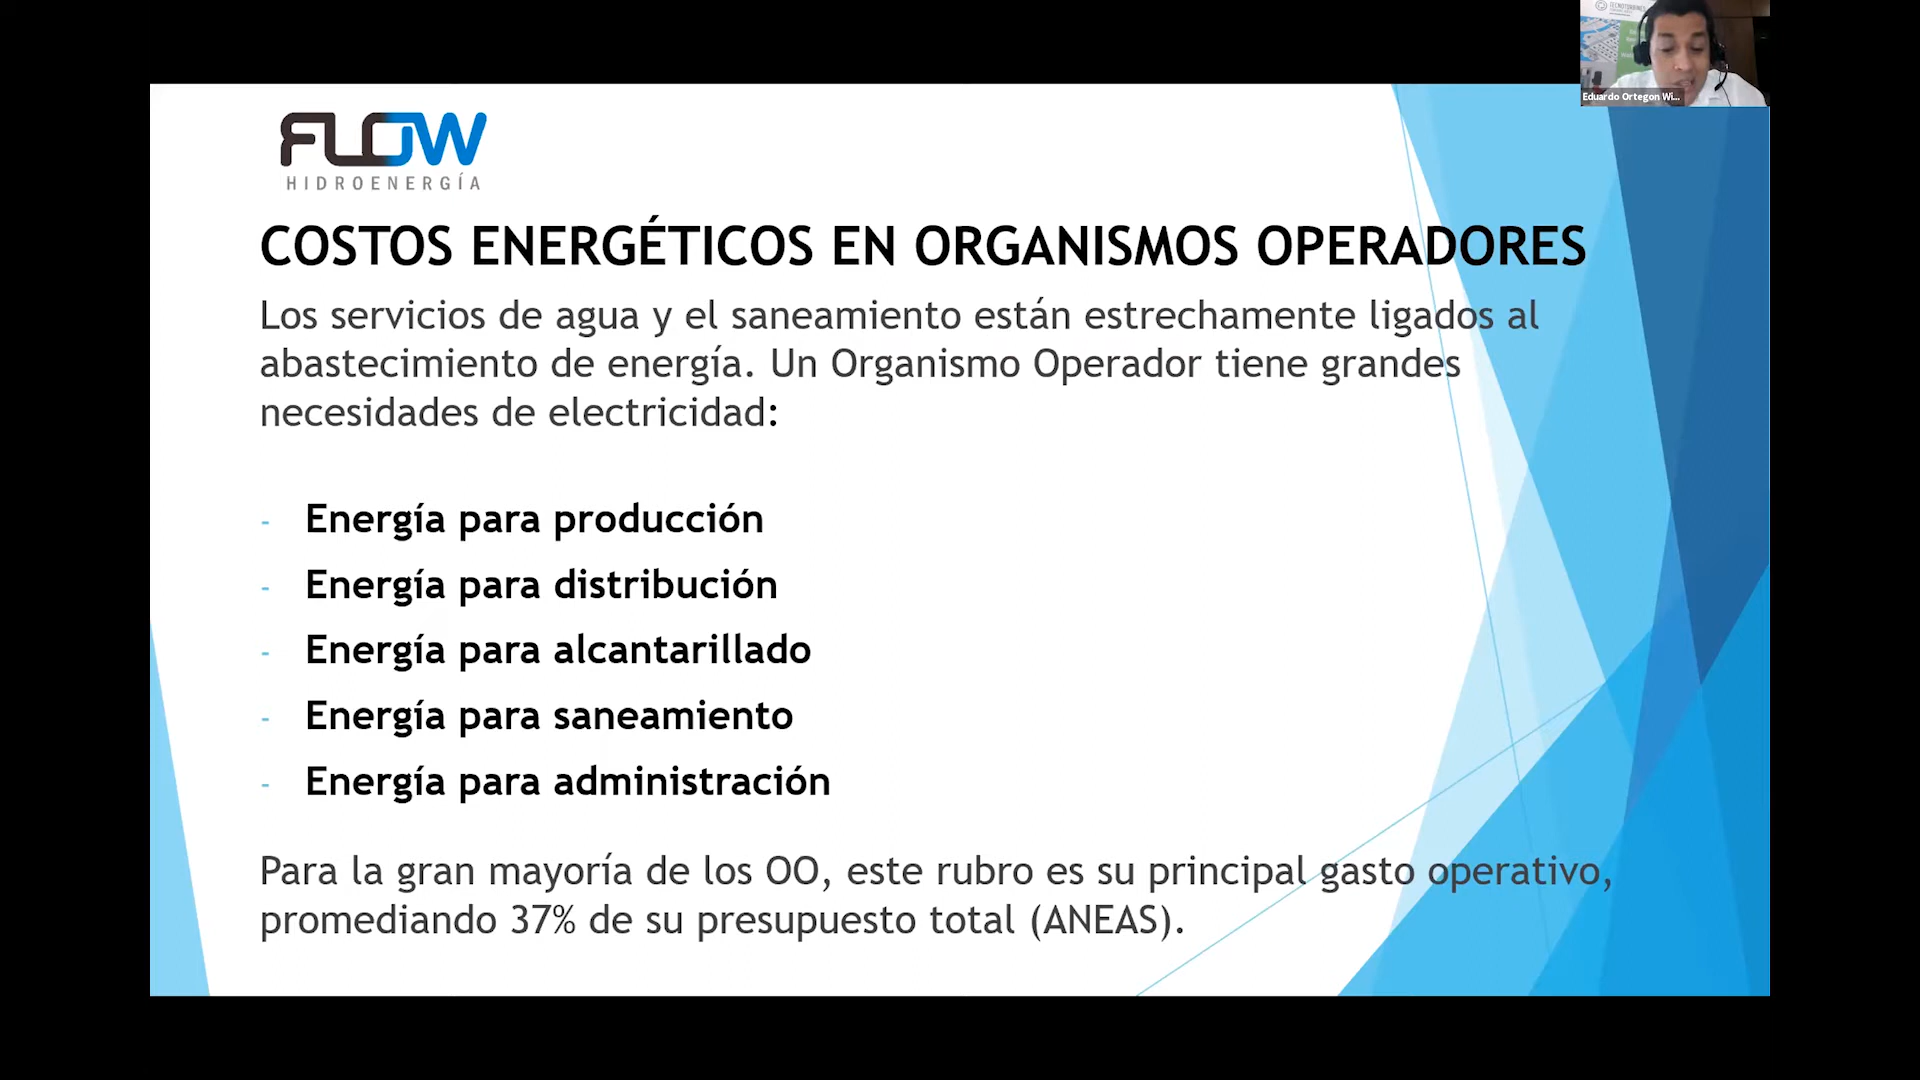 TECNOTURBINES
Eduardo Ortegon Wi...
FLOW
HIDROENERGÍA
COSTOS ENERGÉTICOS EN ORGANISMOS OPERADORES
Los servicios de agua y el saneamiento están estrechamente ligados al
abastecimiento de energía. Un Organismo Operador tiene grandes
necesidades de electricidad:
- Energía para producción
- Energía para distribución
- Energía para alcantarillado
- Energía para saneamiento
- Energía para administración
Para la gran mayoría de los OO, este rubro es su principal gasto operativo,
promediando 37% de su presupuesto total (ANEAS).